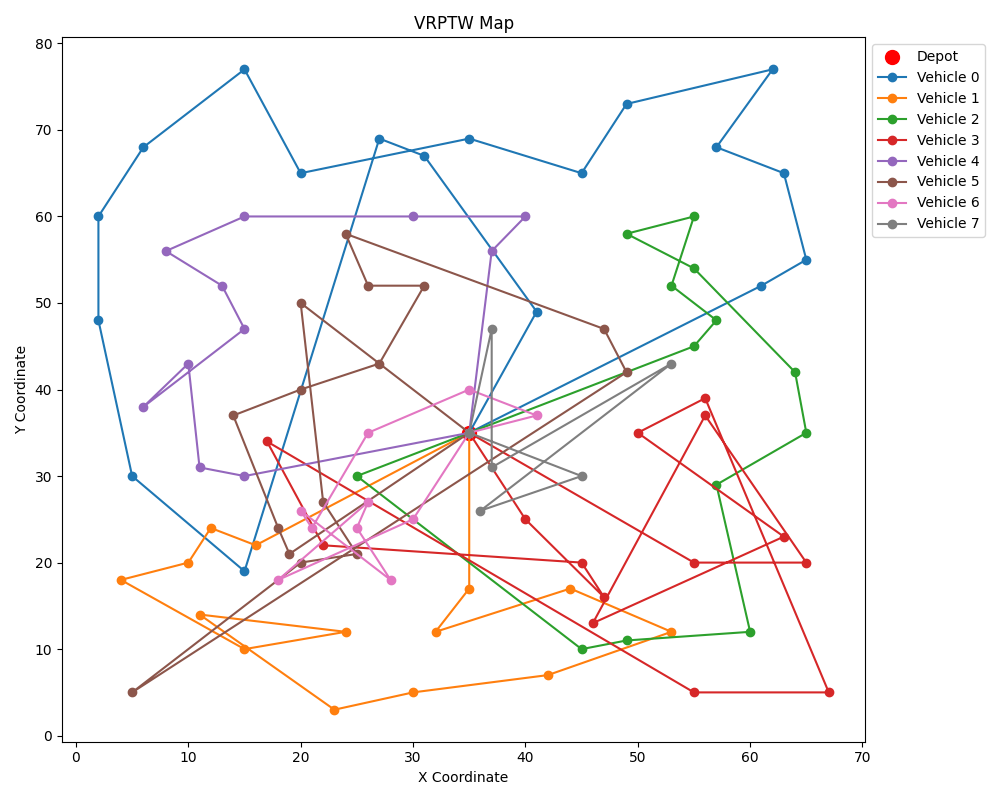 VRPTW Map
80
70
60
50
40
30
20
10
0
Y Coordinate
0 10 20 30 40 50 60 70
X Coordinate
Depot
Vehicle 0
Vehicle 1
Vehicle 2
Vehicle 3
Vehicle 4
Vehicle 5
Vehicle 6
Vehicle 7